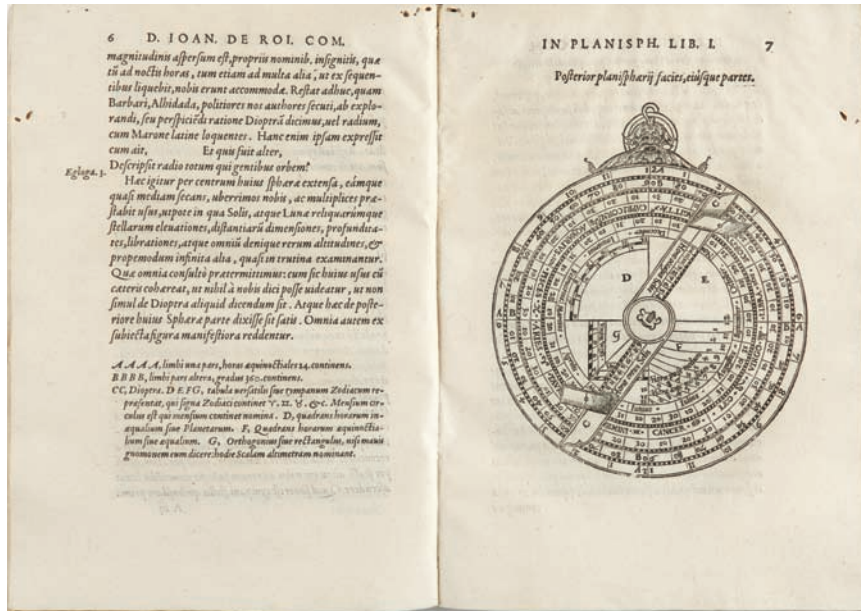 6 D. IOAN. DE ROI. COM.
magnitudinis aspersum est, propriis nominib. insignitis, quæ
tũ ad noctis horas, tum etiam ad multa alia, ut ex sequen-
tibus liquebit, nobis erunt accommodæ. Restat adhuc, quam
Barbari, Alhidada, politiores nos authores secuti, ab explo-
randi, seu perspiciẽdi ratione Dioptrã dicimus, uel radium,
cum Marone latine loquentes. Hanc enim ipsam expressit
cum ait, Et quis fuit alter,
Egloga. 3. Descripsit radio totum qui gentibus orbem?
Hæc igitur per centrum huius sphæræ extensa, eámque
quasi mediam secans, uberrimos nobis, ac multiplices præ-
stabit usus, utpote in qua Solis, atque Lunæ reliquarúmque
stellarum eleuationes, distantiarũ dimensiones, profundita-
tes, librationes, atque omniũ denique rerum altitudines, &
propemodum infinita alia, quasi in trutina examinantur.
Quæ omnia consultò prætermittimus: cum sic huius usus cũ
cæteris cohæreat, ut nihil à nobis dici posse uideatur, ut non
simul de Dioptra aliquid dicendum sit. Atque hæc de poste-
riore huius Sphæræ parte dixisse sit satis. Omnia autem ex
subiecta figura manifestiora reddentur.
A A A A, limbi una pars, horas æquinoctiales 24. continens.
B B B B, limbi pars altera, gradus 360. continens.
CC, Dioptra. D E F G, tabula uersatilis siue tympanum Zodiacum re-
præsentat, qui signa Zodiaci continet ♈. ♊. ♉. &c. Mensium cir-
culus est qui mensium continet nomina. D, quadrans horarum in-
æqualium siue Planetarum. F, Quadrans horarum æquinoctia-
lium siue æqualium. G, Orthogonius siue rectangulus, nisi mauis
gnomonem eum dicere: hodie Scalam altimetram nominant.
IN PLANISPH. LIB. I. 7
Posterior planisphærij facies, eiúsque partes.
12A
D
E
C
G
F
CANCER
C